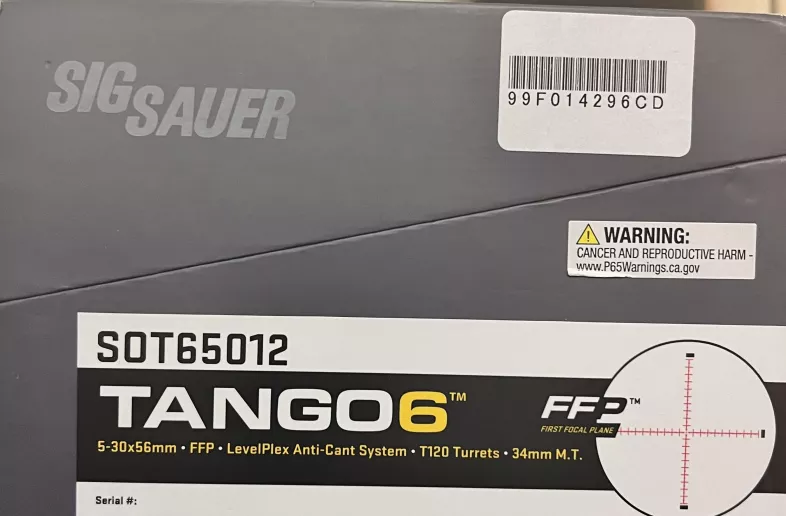 SIG SAUER
99F014296CD
WARNING:
CANCER AND REPRODUCTIVE HARM -
www.P65Warnings.ca.gov
SOT65012
TANGO6™
FFP™
FIRST FOCAL PLANE
5-30x56mm • FFP • LevelPlex Anti-Cant System • T120 Turrets • 34mm M.T.
Serial #: